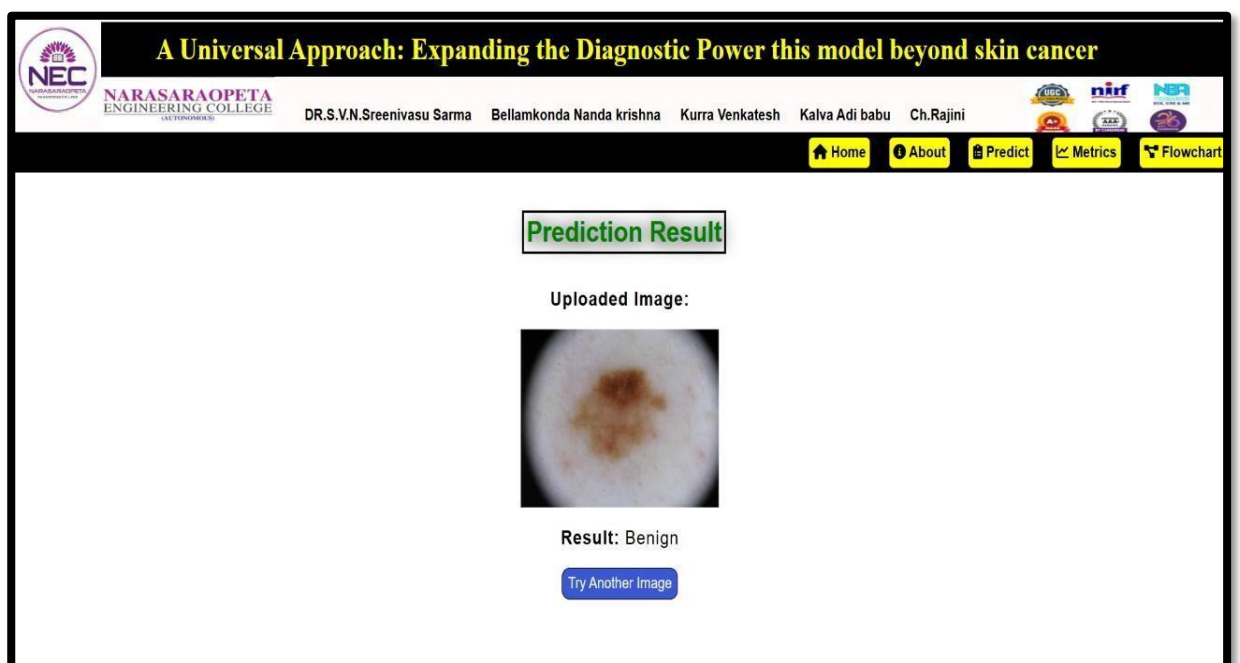 A Universal Approach: Expanding the Diagnostic Power this model beyond skin cancer
NEC
NARASARAOPETA
ENGINEERING COLLEGE
(AUTONOMOUS)
DR.S.V.N.Sreenivasu Sarma Bellamkonda Nanda krishna Kurra Venkatesh Kalva Adi babu Ch.Rajini
UGC nirf NBA
A+
Home About Predict Metrics Flowchart
Prediction Result
Uploaded Image:
Result: Benign
Try Another Image